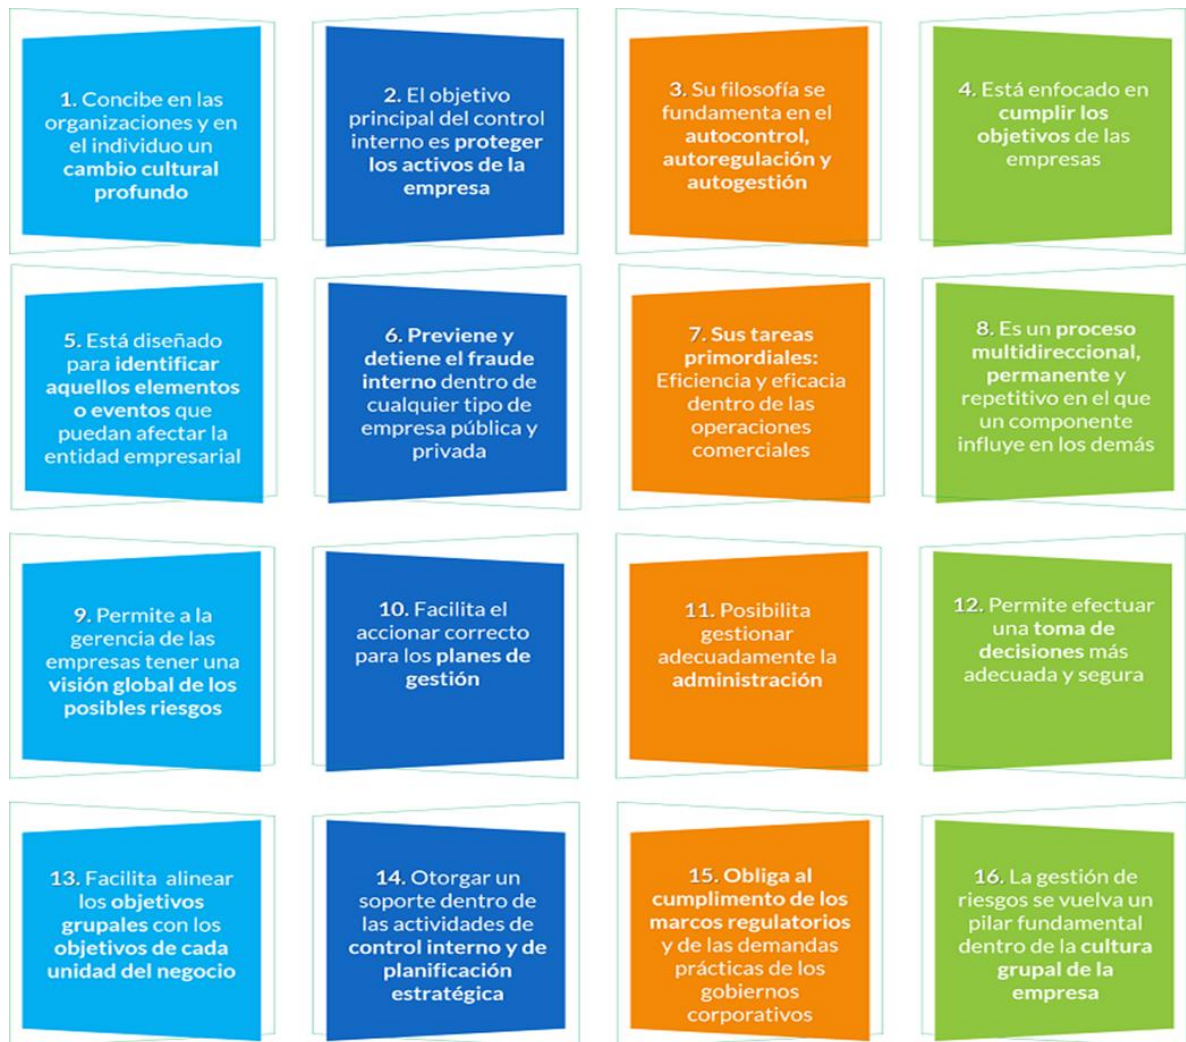 1. Concibe en las
organizaciones y en
el individuo un
cambio cultural
profundo
2. El objetivo
principal del control
interno es proteger
los activos de la
empresa
3. Su filosofía se
fundamenta en el
autocontrol,
autoregulación y
autogestión
4. Está enfocado en
cumplir los
objetivos de las
empresas
5. Está diseñado
para identificar
aquellos elementos
o eventos que
puedan afectar la
entidad empresarial
6. Previene y
detiene el fraude
interno dentro de
cualquier tipo de
empresa pública y
privada
7. Sus tareas
primordiales:
Eficiencia y eficacia
dentro de las
operaciones
comerciales
8. Es un proceso
multidireccional,
permanente y
repetitivo en el que
un componente
influye en los demás
9. Permite a la
gerencia de las
empresas tener una
visión global de los
posibles riesgos
10. Facilita el
accionar correcto
para los planes de
gestión
11. Posibilita
gestionar
adecuadamente la
administración
12. Permite efectuar
una toma de
decisiones más
adecuada y segura
13. Facilita alinear
los objetivos
grupales con los
objetivos de cada
unidad del negocio
14. Otorgar un
soporte dentro de
las actividades de
control interno y de
planificación
estratégica
15. Obliga al
cumplimento de los
marcos regulatorios
y de las demandas
prácticas de los
gobiernos
corporativos
16. La gestión de
riesgos se vuelva un
pilar fundamental
dentro de la cultura
grupal de la
empresa